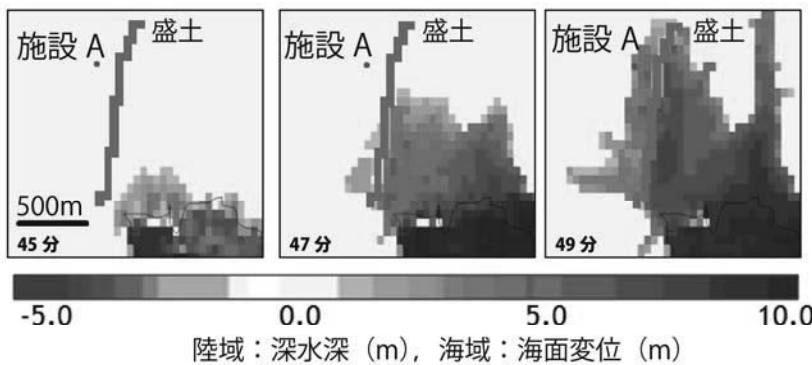 施設 A 盛土
500m
45 分
施設 A 盛土
47 分
施設 A 盛土
49 分
-5.0 0.0 5.0 10.0
陸域：深水深（m），海域：海面変位（m）